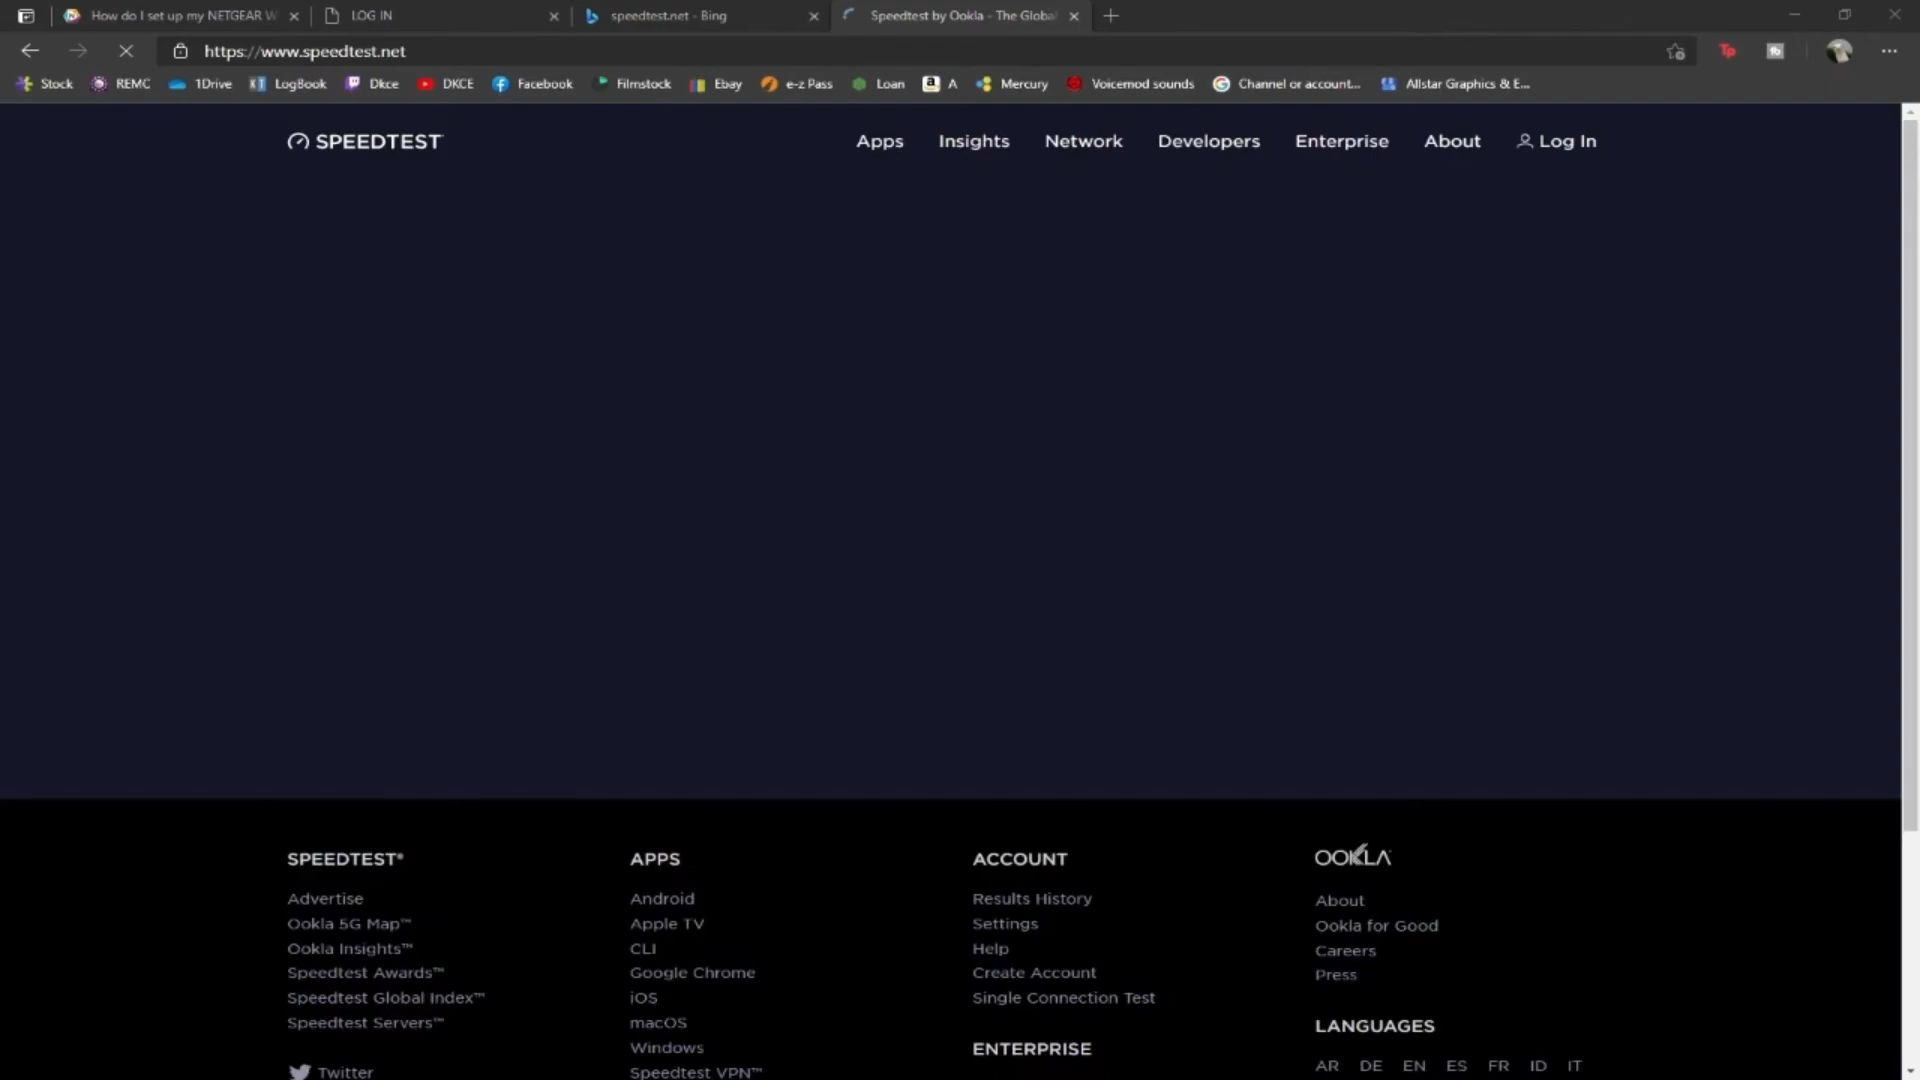 How do I set up my NETGEAR W
LOG IN
speedtest.net - Bing
Speedtest by Ookla - The Global
https://www.speedtest.net
Tp
Stock REMC 1Drive LogBook Dkce DKCE Facebook Filmstock Ebay e-z Pass Loan A Mercury Voicemod sounds Channel or account... Allstar Graphics & E...
SPEEDTEST
Apps Insights Network Developers Enterprise About Log In
SPEEDTEST®
Advertise
Ookla 5G Map™
Ookla Insights™
Speedtest Awards™
Speedtest Global Index™
Speedtest Servers™
Twitter
APPS
Android
Apple TV
CLI
Google Chrome
iOS
macOS
Windows
Speedtest VPN™
ACCOUNT
Results History
Settings
Help
Create Account
Single Connection Test
ENTERPRISE
OOKLA
About
Ookla for Good
Careers
Press
LANGUAGES
AR DE EN ES FR ID IT